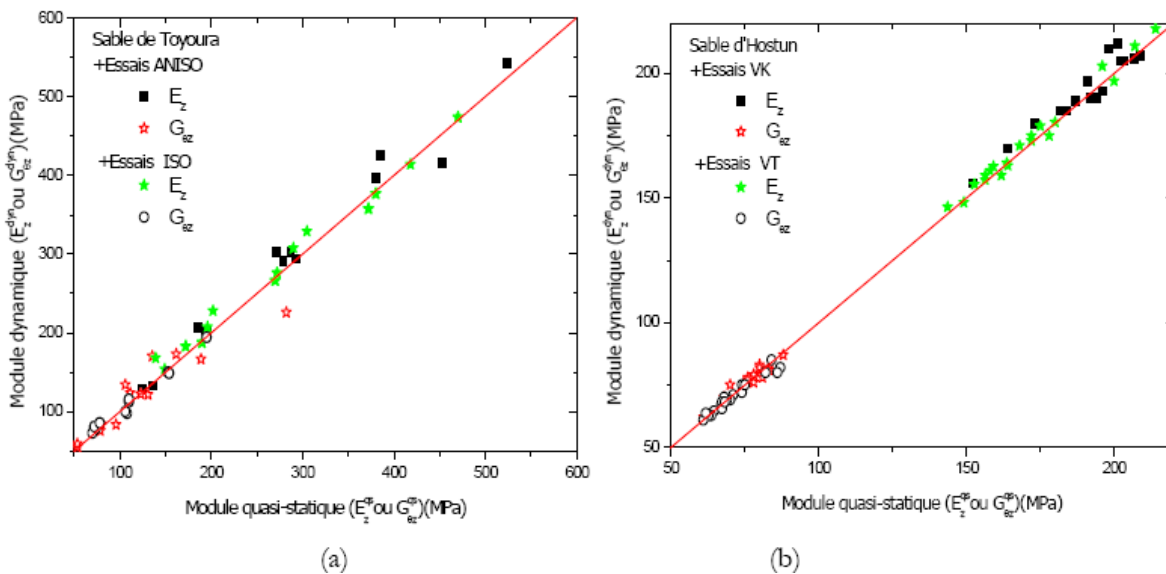 Sable de Toyoura
+Essais ANISO
E_z
G_θz
+Essais ISO
E_z
G_θz
600
500
400
300
200
100
100
200
300
400
500
600
Module dynamique (E_z^dyn ou G_θz^dyn)(MPa)
Module quasi-statique (E_z^qs ou G_θz^qs)(MPa)
(a)
Sable d'Hostun
+Essais VK
E_z
G_θz
+Essais VT
E_z
G_θz
200
150
100
50
50
100
150
200
Module dynamique (E_z^dyn ou G_θz^dyn)(MPa)
Module quasi-statique (E_z^qs ou G_θz^qs)(MPa)
(b)